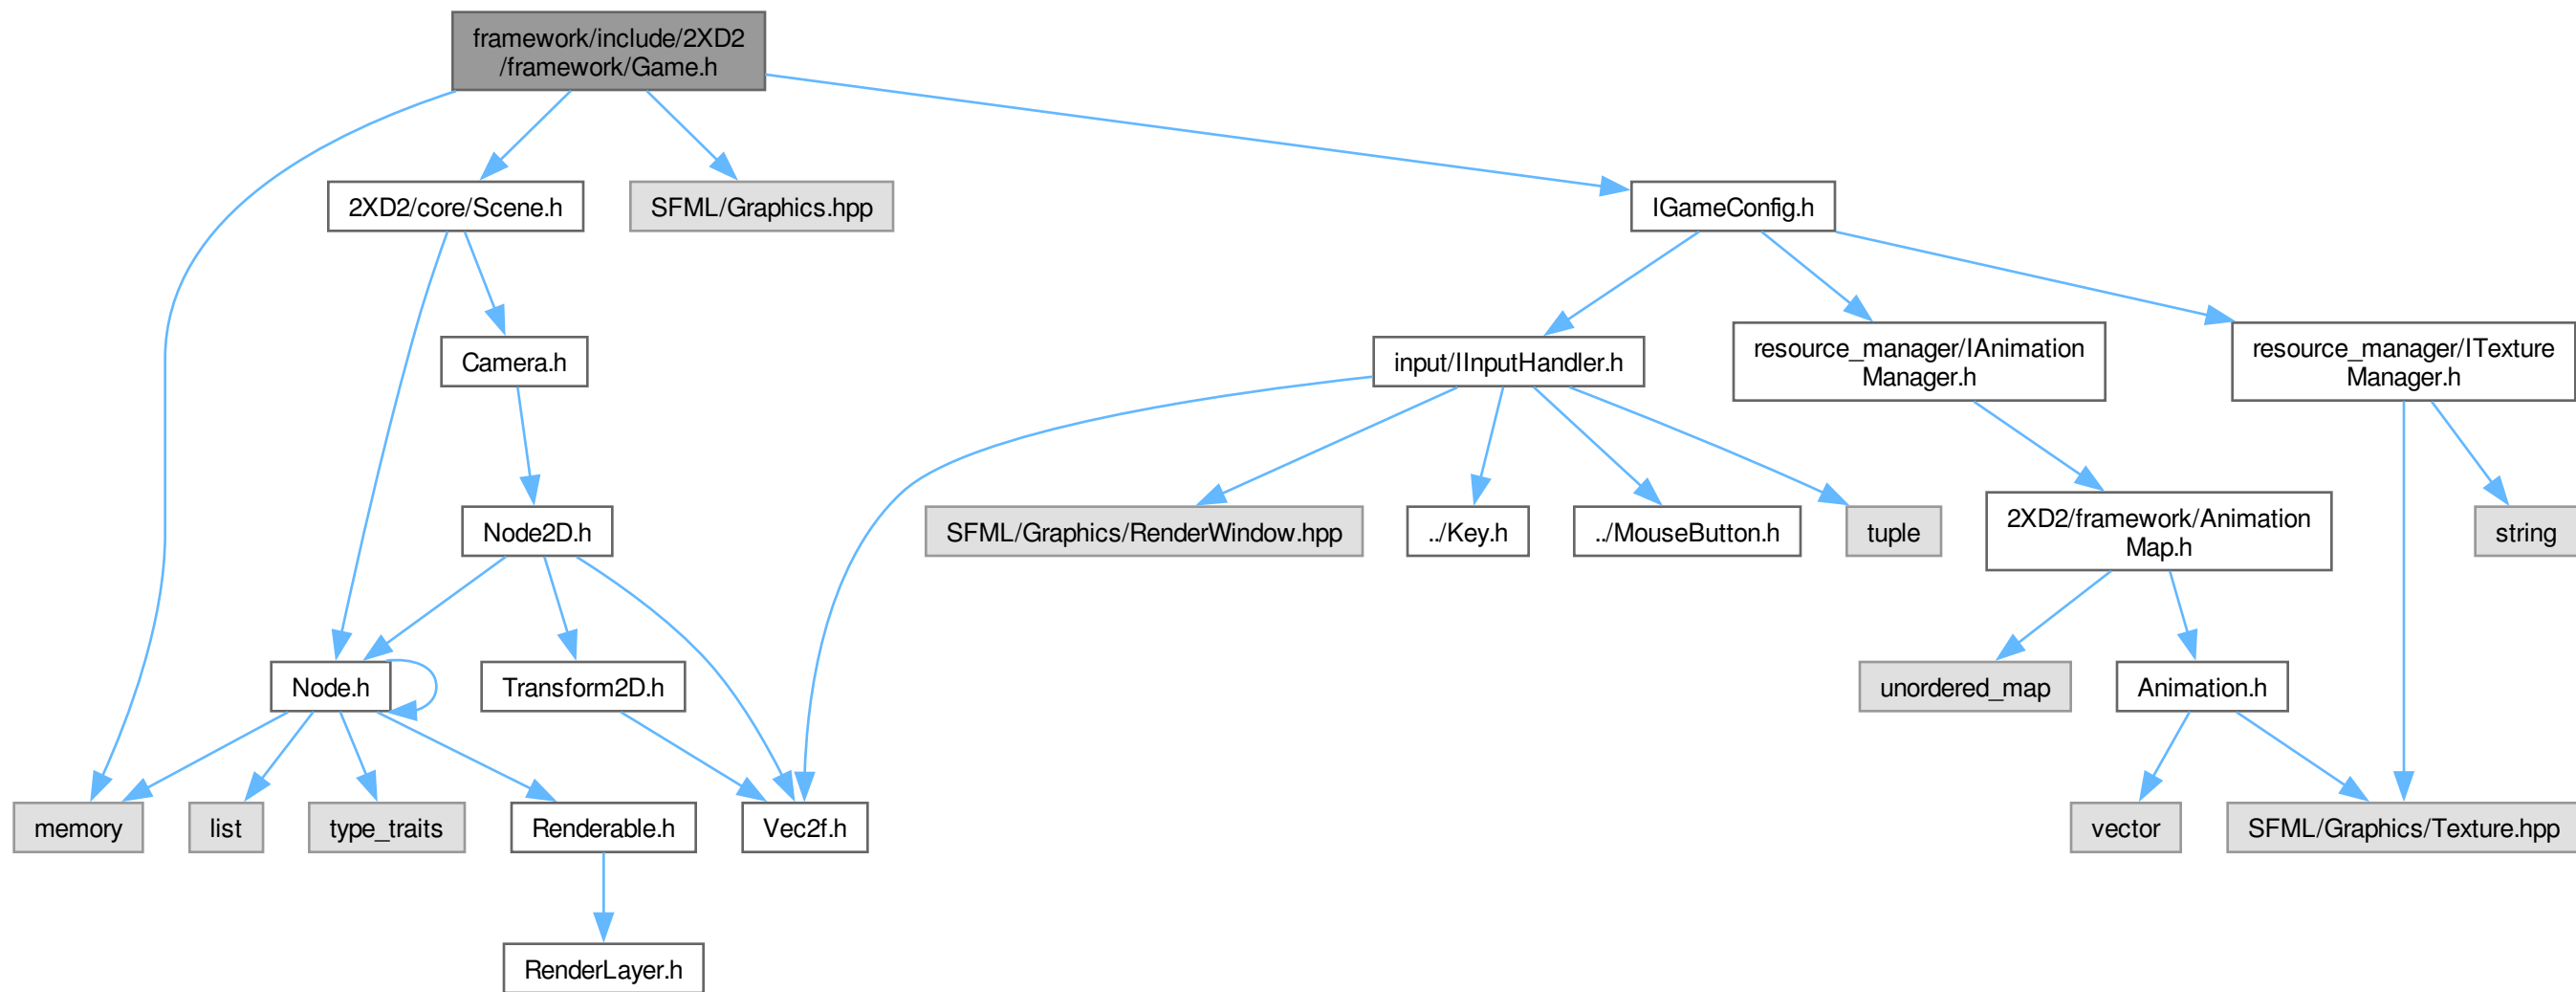 framework/include/2XD2
/framework/Game.h
2XD2/core/Scene.h
SFML/Graphics.hpp
IGameConfig.h
Camera.h
input/IInputHandler.h
resource_manager/IAnimation
Manager.h
resource_manager/ITexture
Manager.h
Node2D.h
SFML/Graphics/RenderWindow.hpp
../Key.h
../MouseButton.h
tuple
2XD2/framework/Animation
Map.h
string
Node.h
Transform2D.h
unordered_map
Animation.h
memory
list
type_traits
Renderable.h
Vec2f.h
vector
SFML/Graphics/Texture.hpp
RenderLayer.h